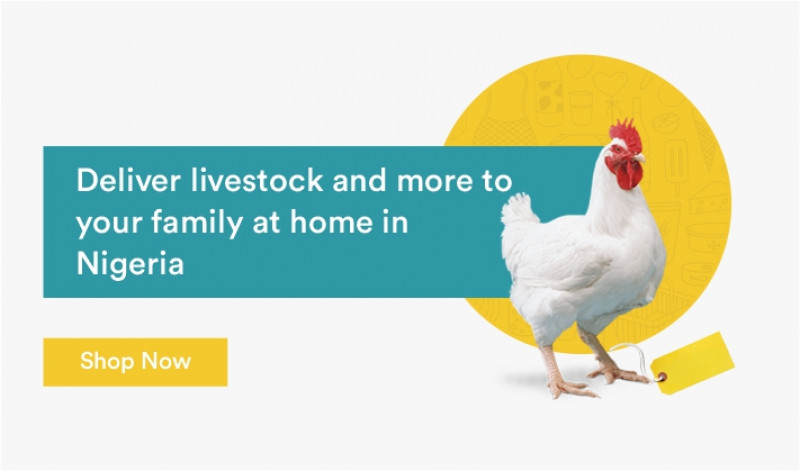 Deliver livestock and more to
your family at home in
Nigeria
Shop Now